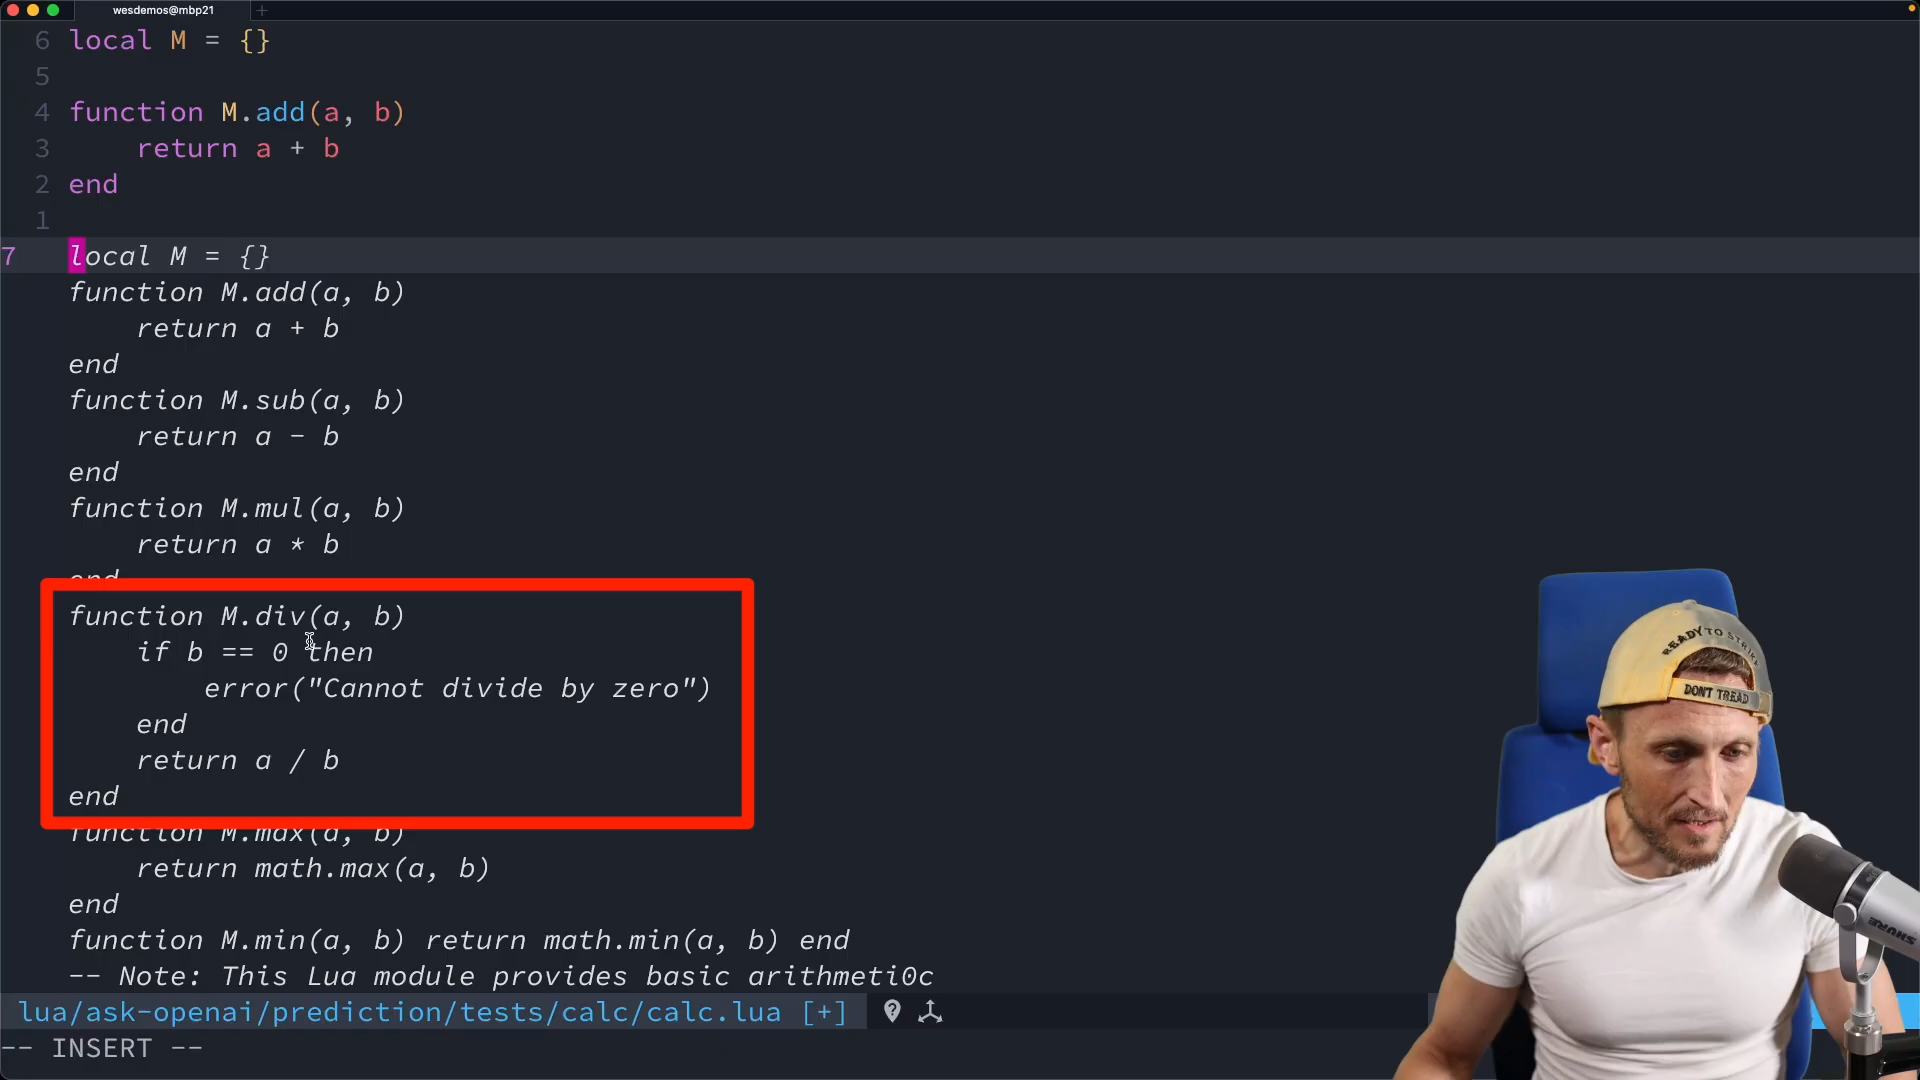 wesdemos@mbp21
6 local M = {}
5
4 function M.add(a, b)
3 return a + b
2 end
1
7 local M = {}
function M.add(a, b)
return a + b
end
function M.sub(a, b)
return a - b
end
function M.mul(a, b)
return a * b
end
function M.div(a, b)
if b == 0 then
error("Cannot divide by zero")
end
return a / b
end
function M.max(a, b)
return math.max(a, b)
end
function M.min(a, b) return math.min(a, b) end
-- Note: This Lua module provides basic arithmeti0c
lua/ask-openai/prediction/tests/calc/calc.lua [+]
-- INSERT --
READY TO STRIKE
DONT TREAD
SHURE